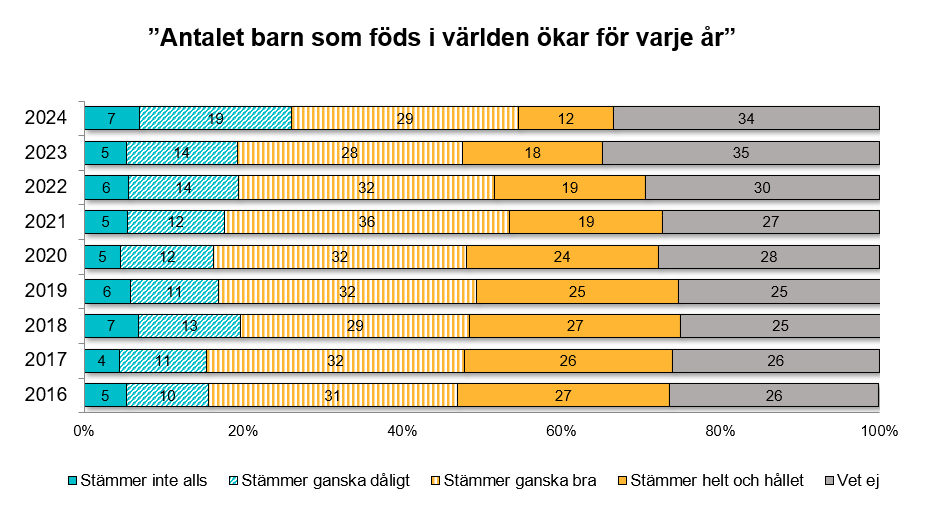 ”Antalet barn som föds i världen ökar för varje år”
2024 7 19 29 12 34
2023 5 14 28 18 35
2022 6 14 32 19 30
2021 5 12 36 19 27
2020 5 12 32 24 28
2019 6 11 32 25 25
2018 7 13 29 27 25
2017 4 11 32 26 26
2016 5 10 31 27 26
0% 20% 40% 60% 80% 100%
Stämmer inte alls Stämmer ganska dåligt Stämmer ganska bra Stämmer helt och hållet Vet ej